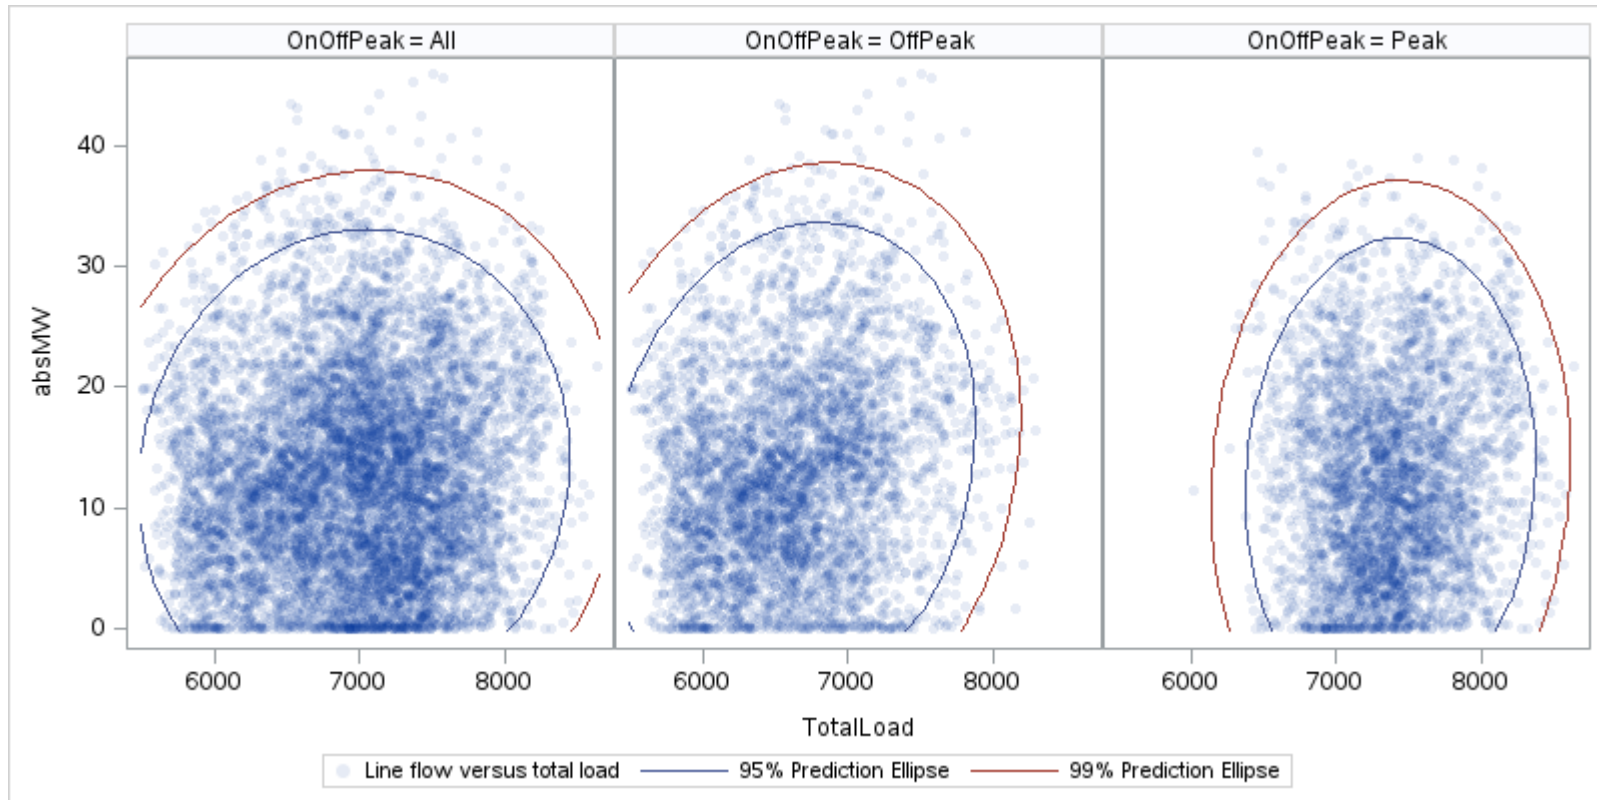 OnOffPeak = All
OnOffPeak = OffPeak
OnOffPeak = Peak
absMW
40
30
20
10
0
6000 7000 8000
6000 7000 8000
6000 7000 8000
TotalLoad
Line flow versus total load
95% Prediction Ellipse
99% Prediction Ellipse